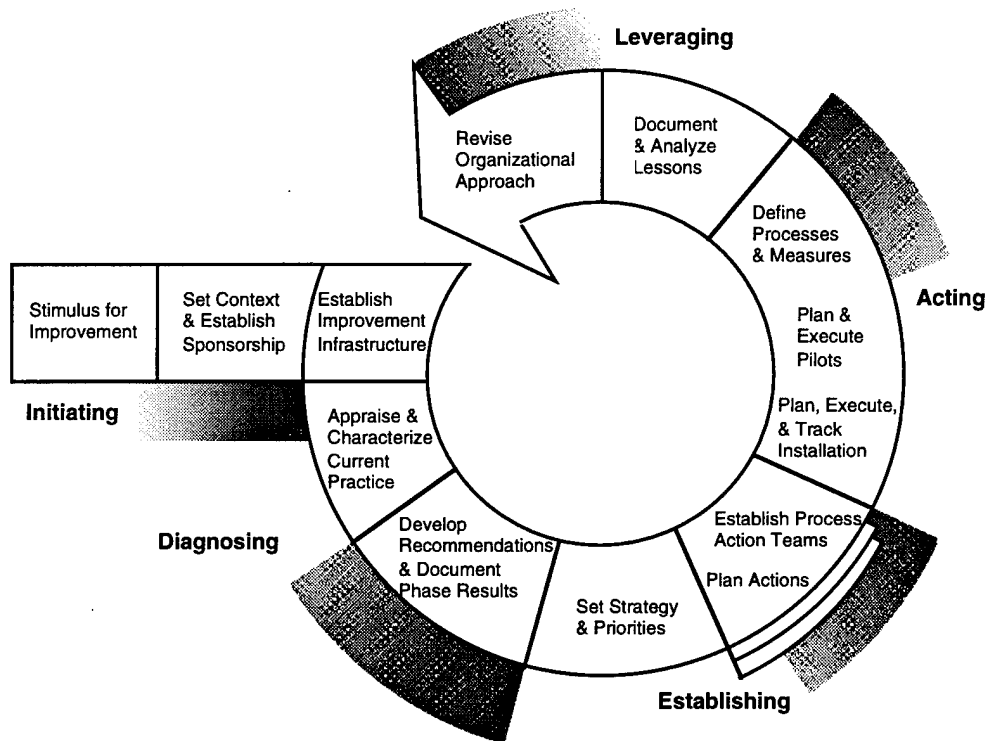 Leveraging
Revise
Organizational
Approach
Document
& Analyze
Lessons
Define
Processes
& Measures
Acting
Plan &
Execute
Pilots
Plan, Execute,
& Track
Installation
Stimulus for
Improvement
Set Context
& Establish
Sponsorship
Establish
Improvement
Infrastructure
Initiating
Appraise &
Characterize
Current
Practice
Diagnosing
Develop
Recommendations
& Document
Phase Results
Set Strategy
& Priorities
Establish Process
Action Teams
Plan Actions
Establishing